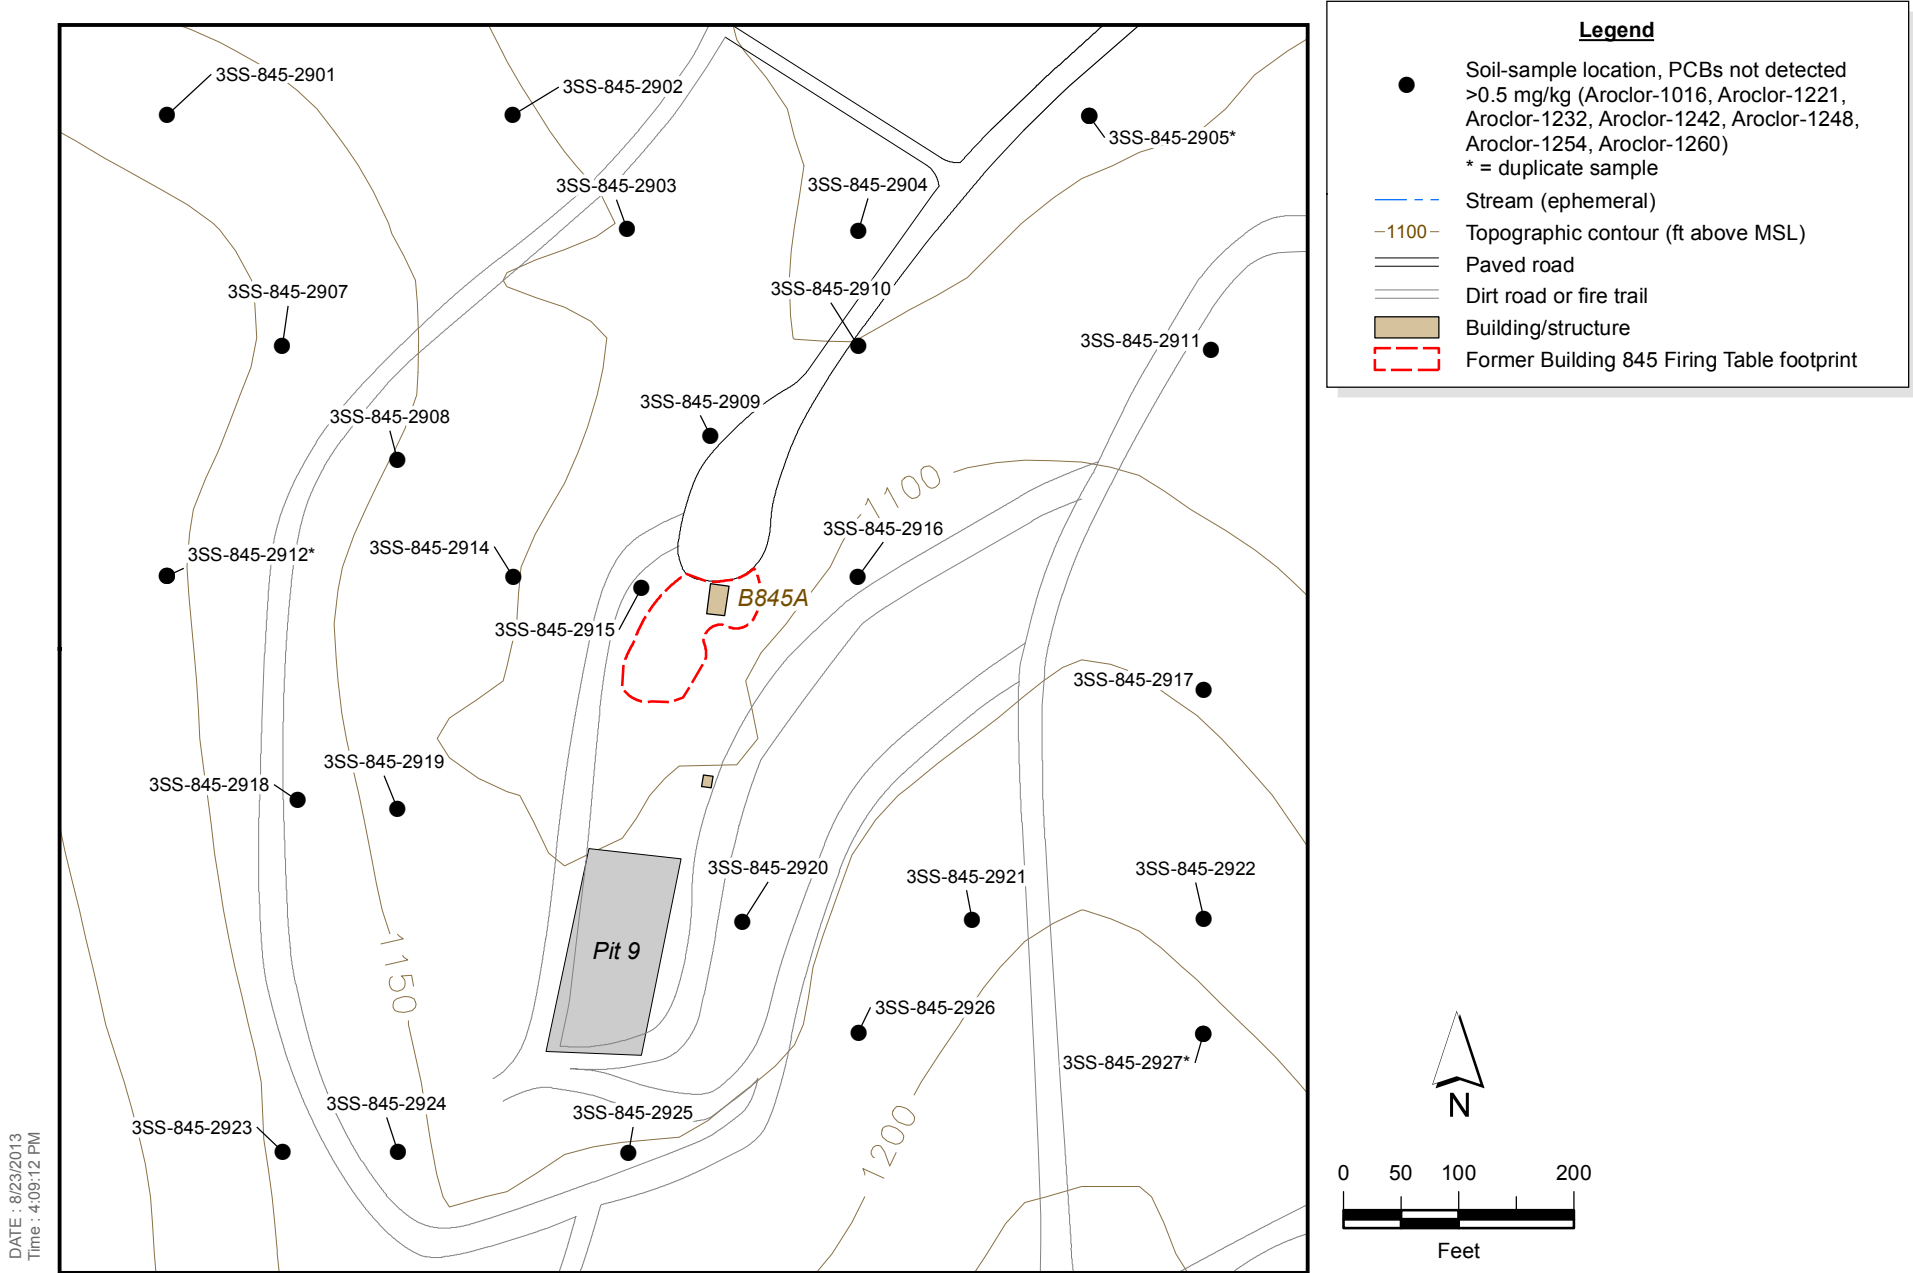 3SS-845-2901
3SS-845-2902
3SS-845-2905*
3SS-845-2903
3SS-845-2904
3SS-845-2907
3SS-845-2910
3SS-845-2911
3SS-845-2908
3SS-845-2909
1100
3SS-845-2912*
3SS-845-2914
3SS-845-2916
B845A
3SS-845-2915
3SS-845-2917
3SS-845-2918
3SS-845-2919
3SS-845-2920
3SS-845-2921
3SS-845-2922
Pit 9
1150
3SS-845-2926
3SS-845-2927*
3SS-845-2923
3SS-845-2924
3SS-845-2925
1200
Legend
Soil-sample location, PCBs not detected
>0.5 mg/kg (Aroclor-1016, Aroclor-1221,
Aroclor-1232, Aroclor-1242, Aroclor-1248,
Aroclor-1254, Aroclor-1260)
* = duplicate sample
Stream (ephemeral)
1100
Topographic contour (ft above MSL)
Paved road
Dirt road or fire trail
Building/structure
Former Building 845 Firing Table footprint
N
0 50 100 200
Feet
DATE : 8/23/2013
Time : 4:09:12 PM